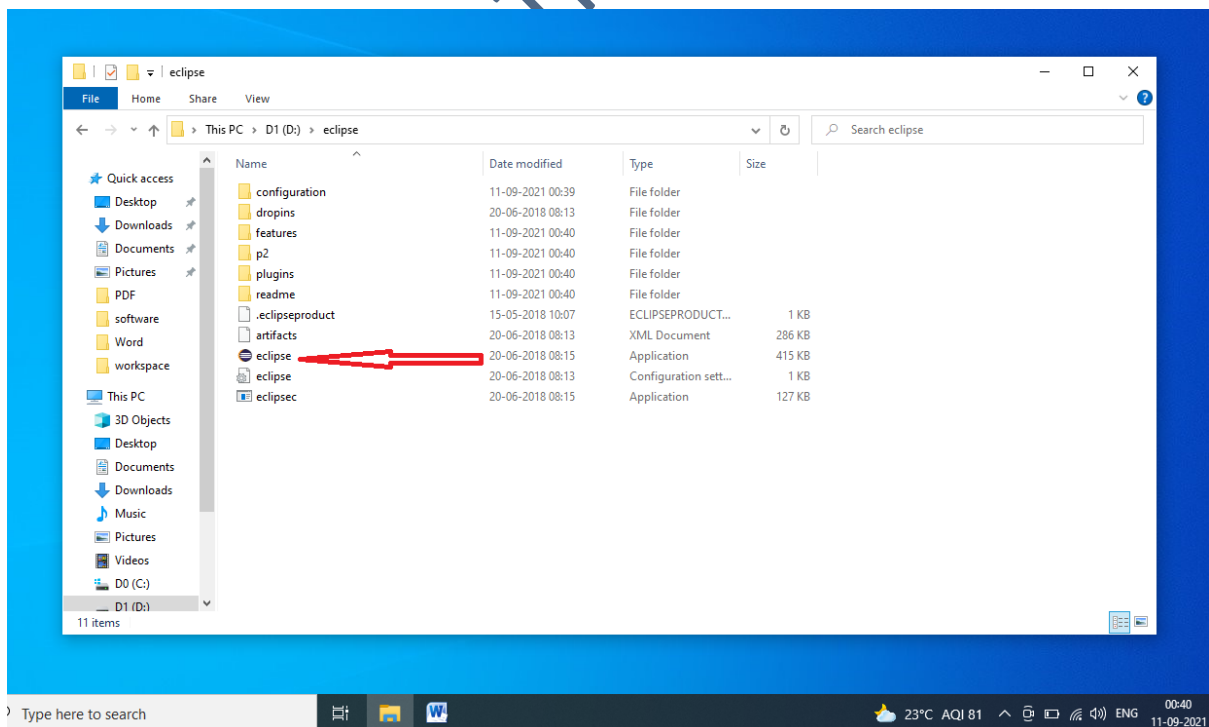 eclipse
File Home Share View
This PC > D1 (D:) > eclipse Search eclipse
Name Date modified Type Size
Quick access
Desktop
Downloads
Documents
Pictures
PDF
software
Word
workspace
This PC
3D Objects
Desktop
Documents
Downloads
Music
Pictures
Videos
D0 (C:)
D1 (D:)
configuration 11-09-2021 00:39 File folder
dropins 20-06-2018 08:13 File folder
features 11-09-2021 00:40 File folder
p2 11-09-2021 00:40 File folder
plugins 11-09-2021 00:40 File folder
readme 11-09-2021 00:40 File folder
.eclipseproduct 15-05-2018 10:07 ECLIPSEPRODUCT... 1 KB
artifacts 20-06-2018 08:13 XML Document 286 KB
eclipse 20-06-2018 08:15 Application 415 KB
eclipse 20-06-2018 08:13 Configuration sett... 1 KB
eclipsec 20-06-2018 08:15 Application 127 KB
11 items
Type here to search 23°C AQI 81 ENG 00:40
11-09-2021